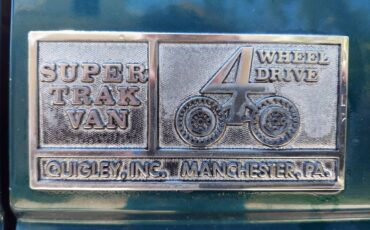 SUPER
TRAK
VAN
4 WHEEL
DRIVE
QUIGLEY, INC. MANCHESTER, PA.